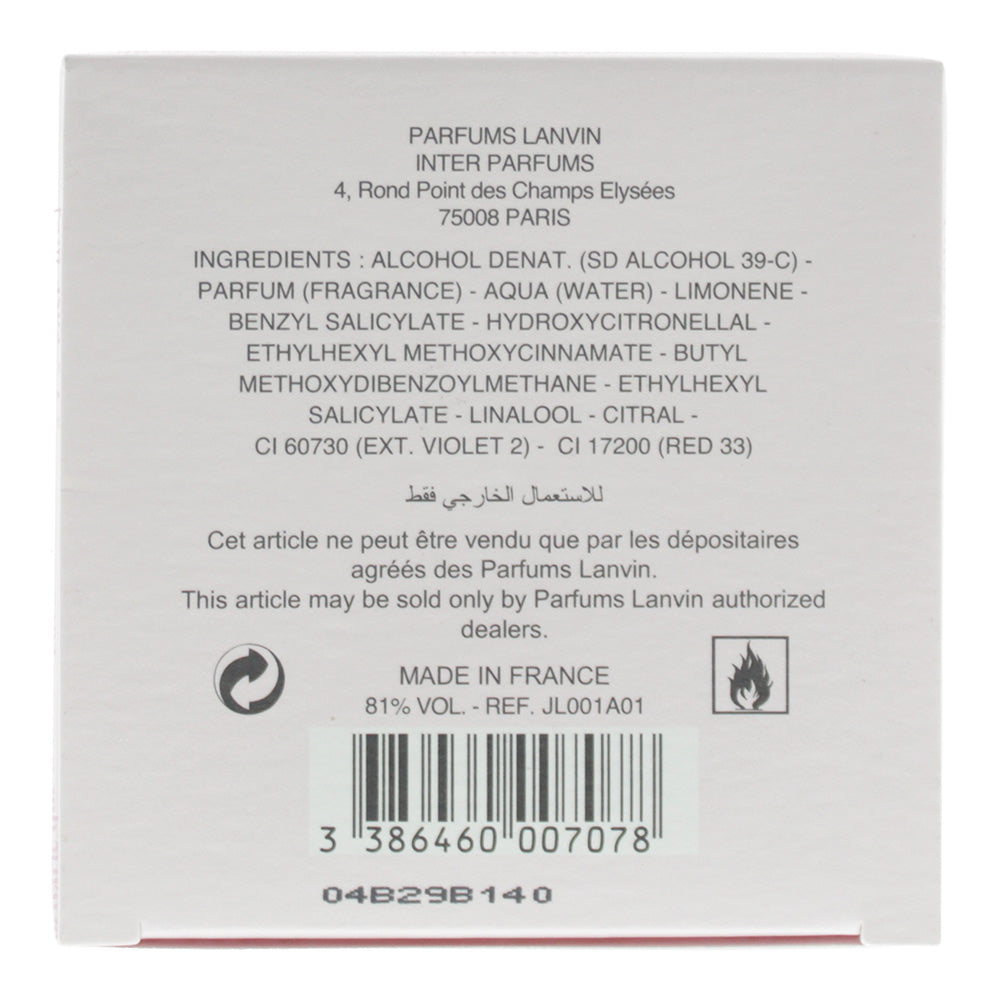 PARFUMS LANVIN
INTER PARFUMS
4, Rond Point des Champs Elysées
75008 PARIS
INGREDIENTS : ALCOHOL DENAT. (SD ALCOHOL 39-C) -
PARFUM (FRAGRANCE) - AQUA (WATER) - LIMONENE -
BENZYL SALICYLATE - HYDROXYCITRONELLAL -
ETHYLHEXYL METHOXYCINNAMATE - BUTYL
METHOXYDIBENZOYLMETHANE - ETHYLHEXYL
SALICYLATE - LINALOOL - CITRAL -
CI 60730 (EXT. VIOLET 2) - CI 17200 (RED 33)
للاستعمال الخارجي فقط
Cet article ne peut être vendu que par les dépositaires
agréés des Parfums Lanvin.
This article may be sold only by Parfums Lanvin authorized
dealers.
MADE IN FRANCE
81% VOL. - REF. JL001A01
3 386460 007078
04B29B140